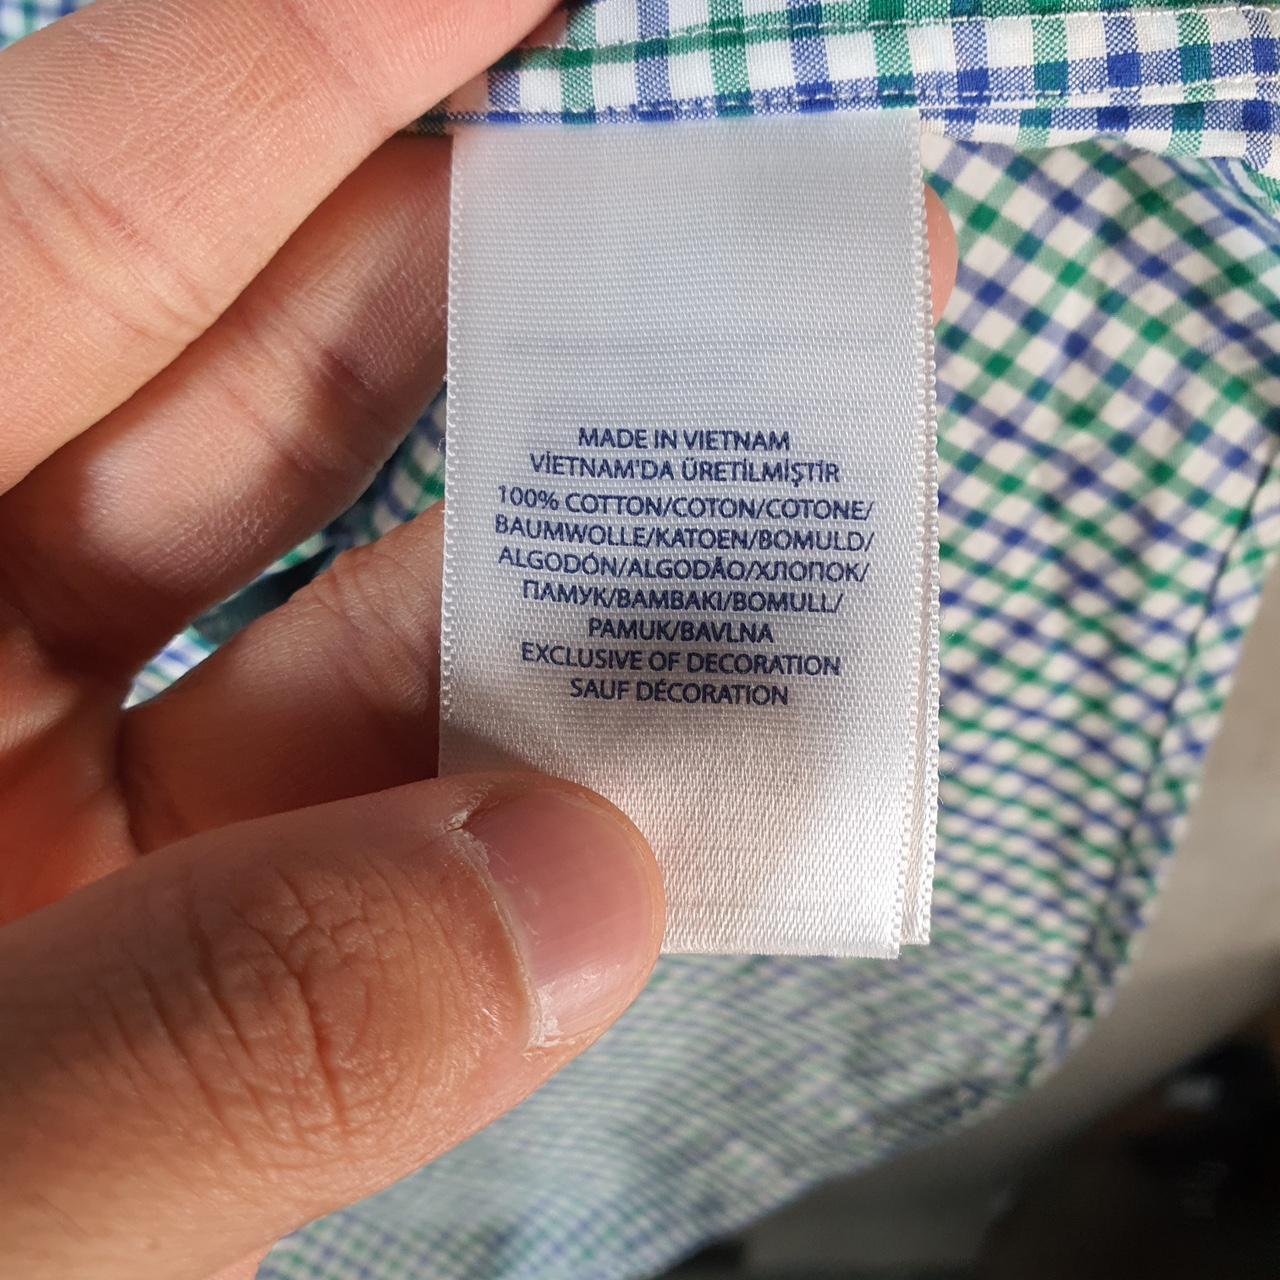 MADE IN VIETNAM
VİETNAM'DA ÜRETİLMİŞTİR
100% COTTON/COTON/COTONE/
BAUMWOLLE/KATOEN/BOMULD/
ALGODÓN/ALGODÃO/ХЛОПОК/
ПАМУК/BAMBAKI/BOMULL/
PAMUK/BAVLNA
EXCLUSIVE OF DECORATION
SAUF DÉCORATION